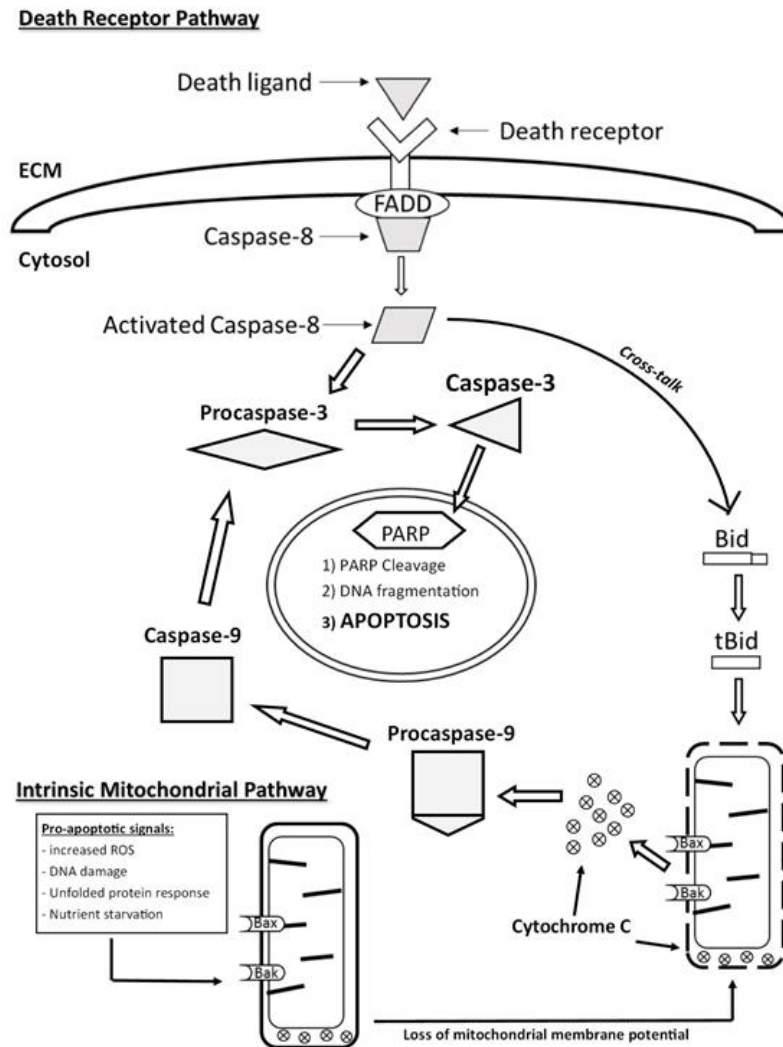 Death Receptor Pathway
Death ligand
Death receptor
ECM
FADD
Caspase-8
Cytosol
Activated Caspase-8
Cross-talk
Caspase-3
Procaspase-3
PARP
1) PARP Cleavage
2) DNA fragmentation
3) APOPTOSIS
Bid
tBid
Caspase-9
Procaspase-9
Intrinsic Mitochondrial Pathway
Pro-apoptotic signals:
- increased ROS
- DNA damage
- Unfolded protein response
- Nutrient starvation
Bax
Bak
Bax
Bak
Cytochrome C
Loss of mitochondrial membrane potential